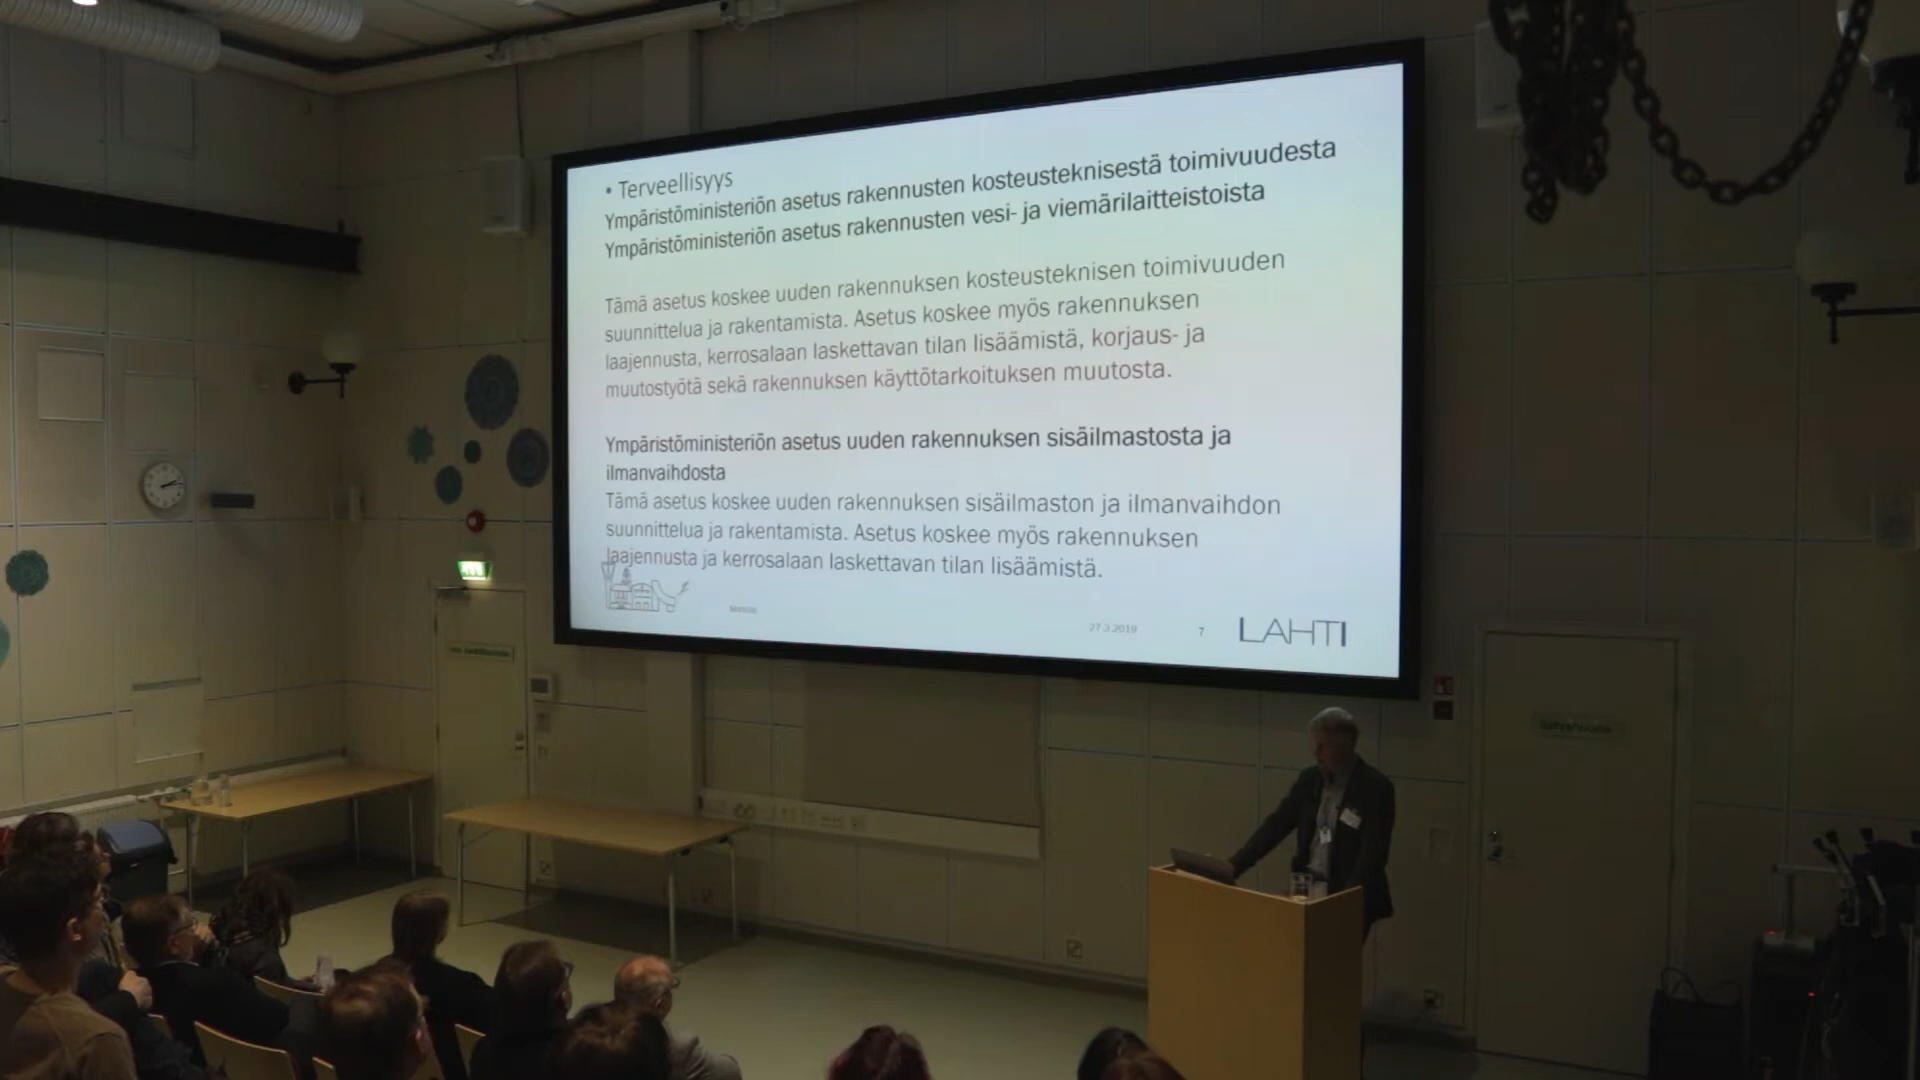 • Terveellisyys
Ympäristöministeriön asetus rakennusten kosteusteknisestä toimivuudesta
Ympäristöministeriön asetus rakennusten vesi- ja viemärilaitteistoista
Tämä asetus koskee uuden rakennuksen kosteusteknisen toimivuuden
suunnittelua ja rakentamista. Asetus koskee myös rakennuksen
laajennusta, kerrosalaan laskettavan tilan lisäämistä, korjaus- ja
muutostyötä sekä rakennuksen käyttötarkoituksen muutosta.
Ympäristöministeriön asetus uuden rakennuksen sisäilmastosta ja
ilmanvaihdosta
Tämä asetus koskee uuden rakennuksen sisäilmaston ja ilmanvaihdon
suunnittelua ja rakentamista. Asetus koskee myös rakennuksen
laajennusta ja kerrosalaan laskettavan tilan lisäämistä.
27.3.2019
7
LAHTI